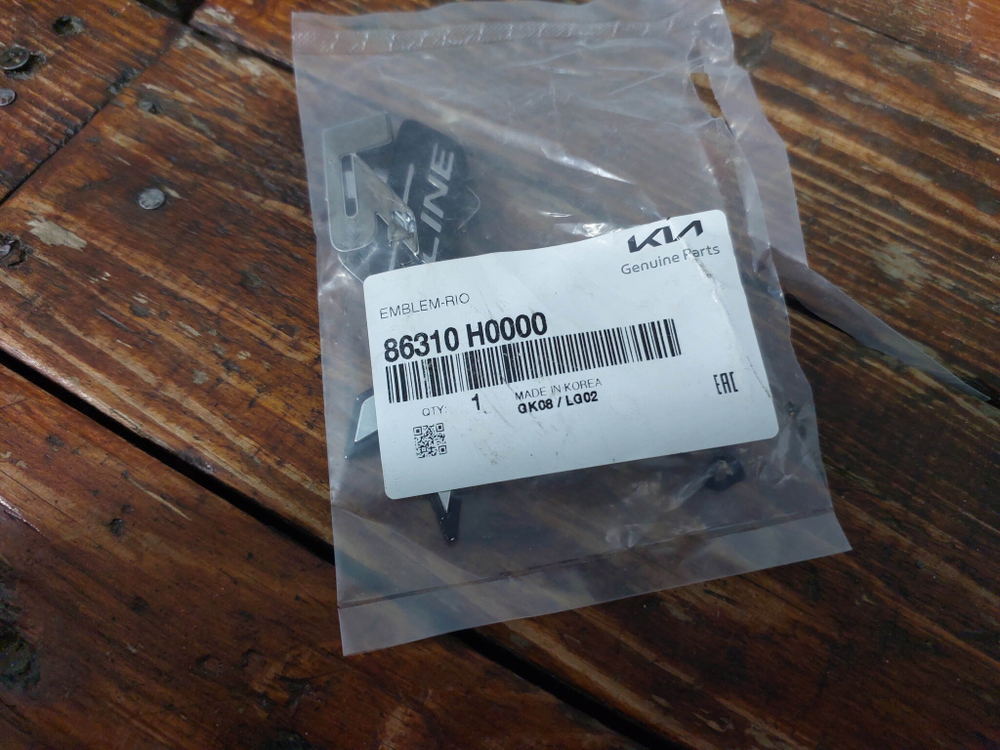 LINE
KIA
Genuine Parts
EMBLEM-RIO
86310 H0000
MADE IN KOREA
QTY: 1 GK08 / LG02
EAC